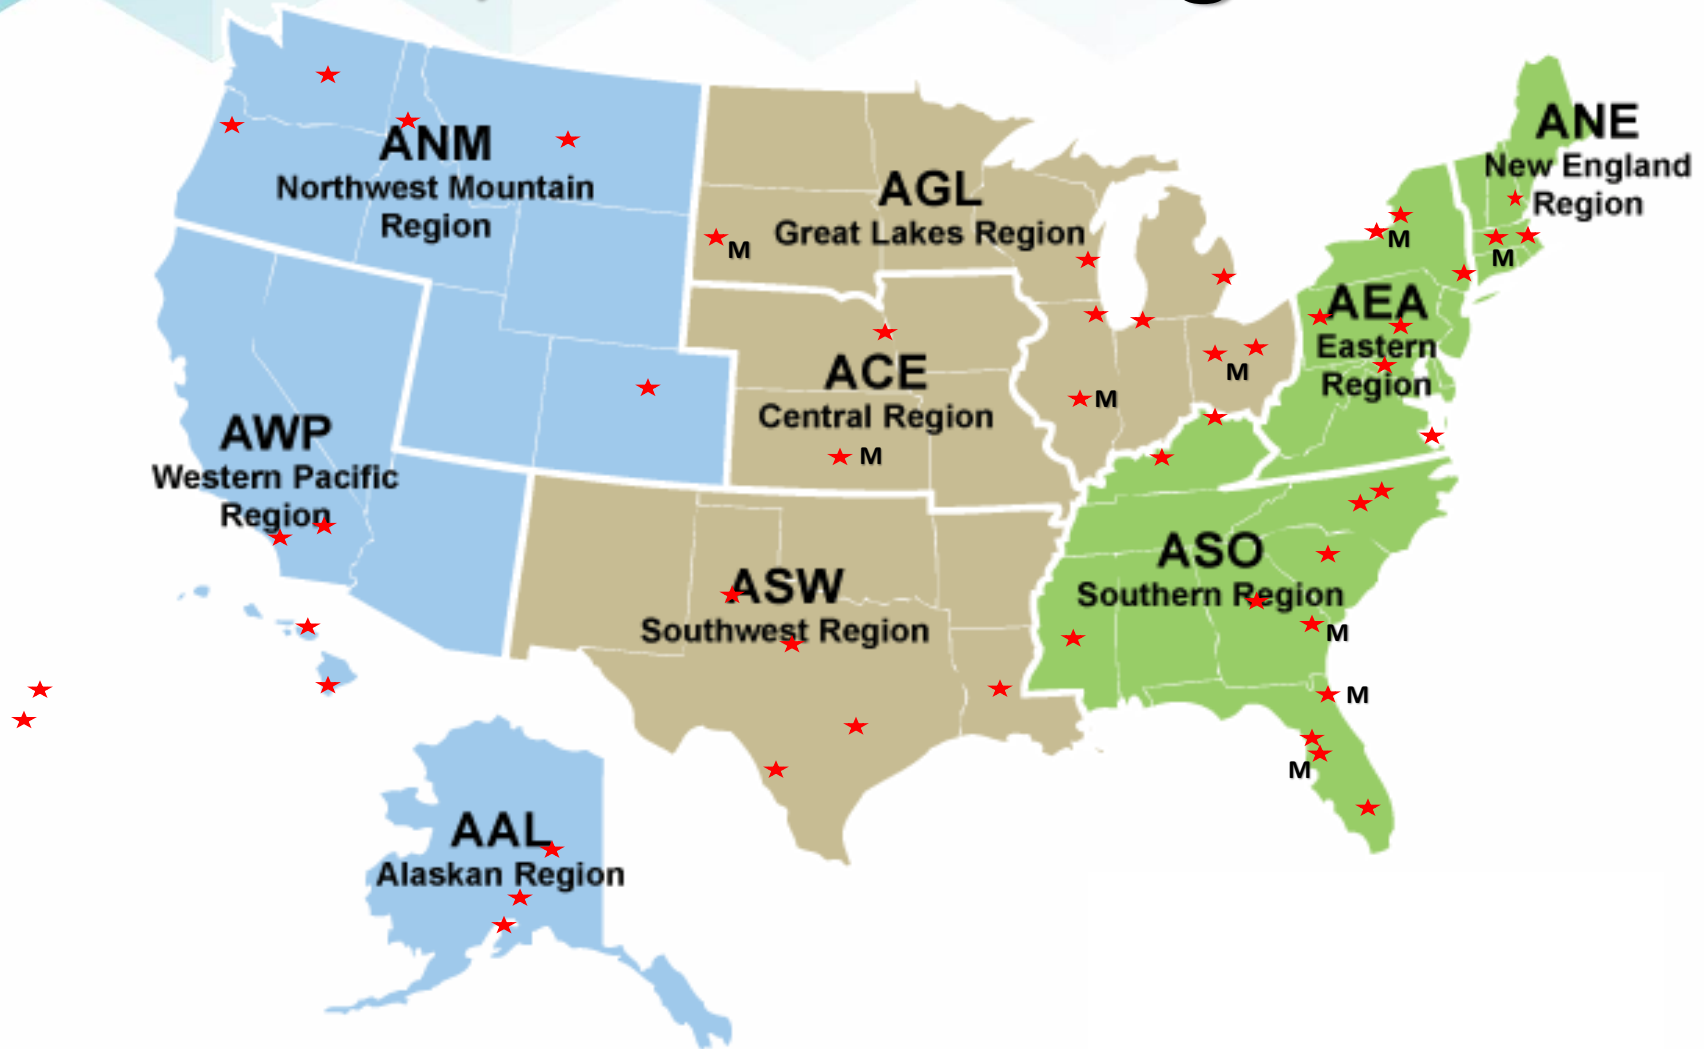 ANE
New England
Region
ANM
Northwest Mountain
Region
AGL
Great Lakes Region
M
M
M
AEA
Eastern
Region
ACE
Central Region
M
M
M
AWP
Western Pacific
Region
ASW
Southwest Region
ASO
Southern Region
M
M
M
AAL
Alaskan Region